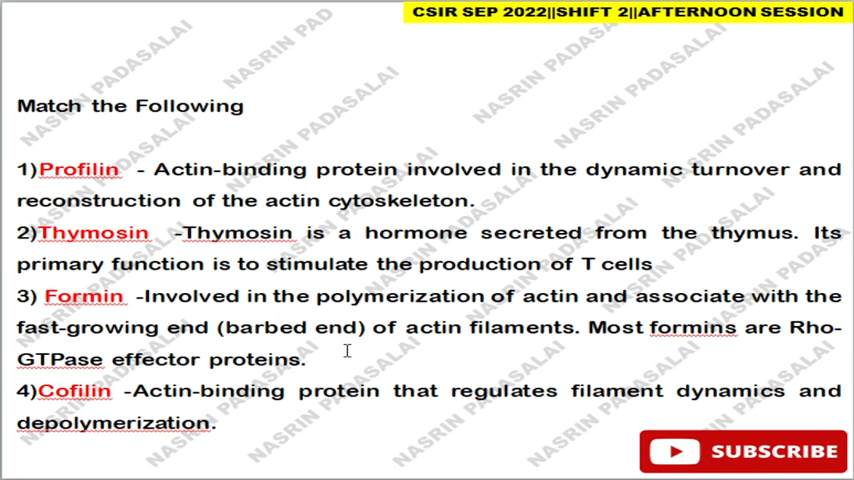 CSIR SEP 2022||SHIFT 2||AFTERNOON SESSION
Match the Following
1)Profilin - Actin-binding protein involved in the dynamic turnover and
reconstruction of the actin cytoskeleton.
2)Thymosin -Thymosin is a hormone secreted from the thymus. Its
primary function is to stimulate the production of T cells
3) Formin -Involved in the polymerization of actin and associate with the
fast-growing end (barbed end) of actin filaments. Most formins are Rho-
GTPase effector proteins.
4)Cofilin -Actin-binding protein that regulates filament dynamics and
depolymerization.
SUBSCRIBE
NASRIN PADASALAI